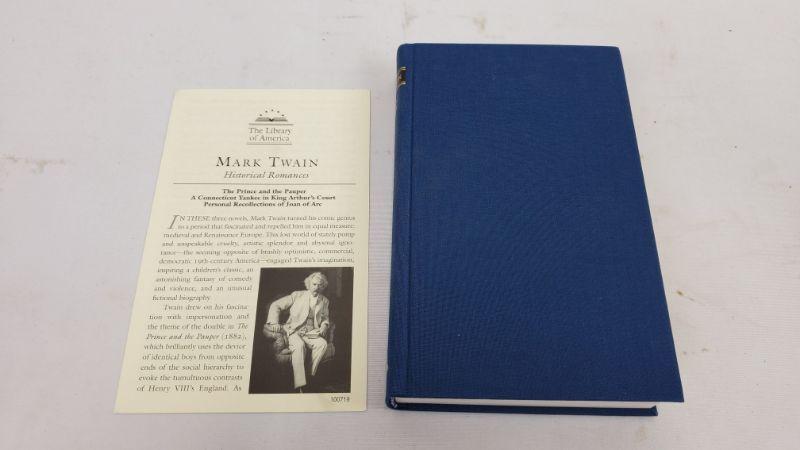 The Library
of America
MARK TWAIN
Historical Romances
The Prince and the Pauper
A Connecticut Yankee in King Arthur's Court
Personal Recollections of Joan of Arc
IN THESE three novels, Mark Twain turned his comic genius
to a period that fascinated and repelled him in equal measure:
medieval and Renaissance Europe. This lost world of stately pomp
and unspeakable cruelty, artistic splendor and abysmal igno-
rance—the seeming opposite of brashly optimistic, commercial,
democratic 19th-century America—engaged Twain's imagination,
inspiring a children's classic, an
astonishing fantasy of comedy
and violence, and an unusual
fictional biography.
Twain drew on his fascina-
tion with impersonation and
the theme of the double in The
Prince and the Pauper (1882),
which brilliantly uses the device
of identical boys from opposite
ends of the social hierarchy to
evoke the tumultuous contrasts
of Henry VIII's England. As
100719